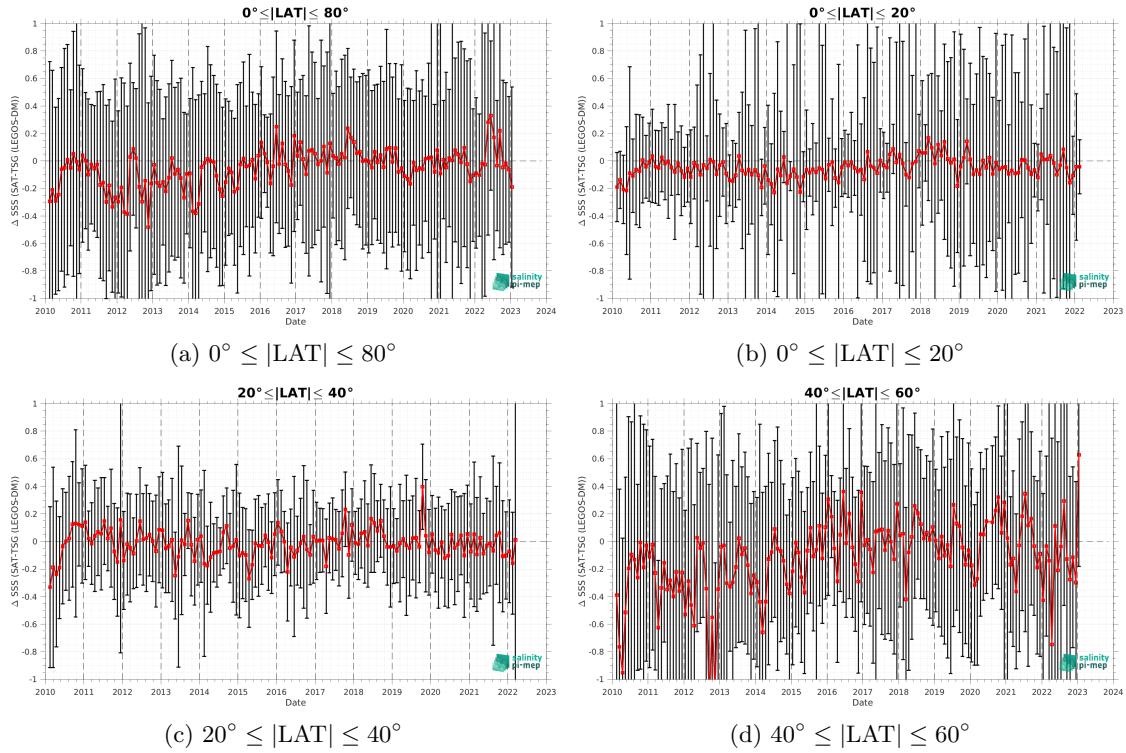 0°≤|LAT|≤ 80°
Δ SSS (SAT-TSG (LEGOS-DM))
1
0.8
0.6
0.4
0.2
0
-0.2
-0.4
-0.6
-0.8
-1
salinity
pi-mep
2010 2011 2012 2013 2014 2015 2016 2017 2018 2019 2020 2021 2022 2023 2024
Date
(a) 0° ≤ |LAT| ≤ 80°
0°≤|LAT|≤ 20°
Δ SSS (SAT-TSG (LEGOS-DM))
1
0.8
0.6
0.4
0.2
0
-0.2
-0.4
-0.6
-0.8
-1
salinity
pi-mep
2010 2011 2012 2013 2014 2015 2016 2017 2018 2019 2020 2021 2022 2023
Date
(b) 0° ≤ |LAT| ≤ 20°
20°≤|LAT|≤ 40°
Δ SSS (SAT-TSG (LEGOS-DM))
1
0.8
0.6
0.4
0.2
0
-0.2
-0.4
-0.6
-0.8
-1
salinity
pi-mep
2010 2011 2012 2013 2014 2015 2016 2017 2018 2019 2020 2021 2022 2023
Date
(c) 20° ≤ |LAT| ≤ 40°
40°≤|LAT|≤ 60°
Δ SSS (SAT-TSG (LEGOS-DM))
1
0.8
0.6
0.4
0.2
0
-0.2
-0.4
-0.6
-0.8
-1
salinity
pi-mep
2010 2011 2012 2013 2014 2015 2016 2017 2018 2019 2020 2021 2022 2023 2024
Date
(d) 40° ≤ |LAT| ≤ 60°